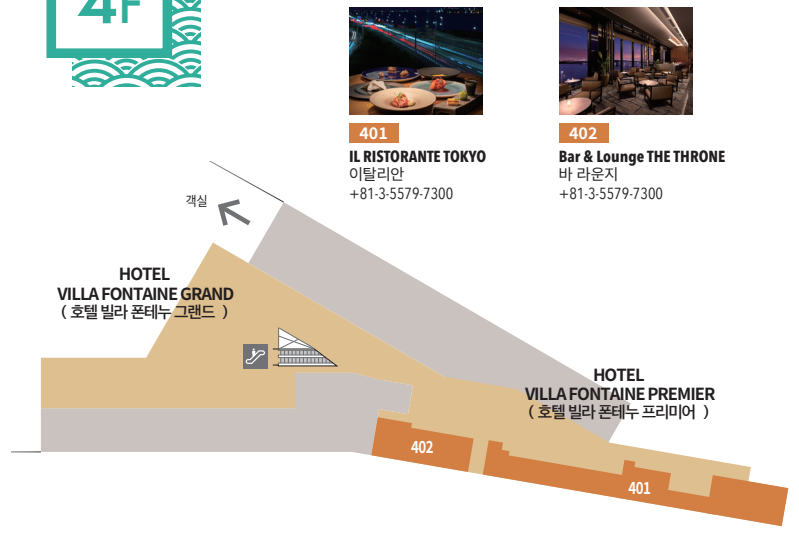 4F
401
IL RISTORANTE TOKYO
이탈리안
+81-3-5579-7300
402
Bar & Lounge THE THRONE
바 라운지
+81-3-5579-7300
객실
HOTEL
VILLA FONTAINE GRAND
( 호텔 빌라 폰테누 그랜드 )
HOTEL
VILLA FONTAINE PREMIER
( 호텔 빌라 폰테누 프리미어 )
402
401